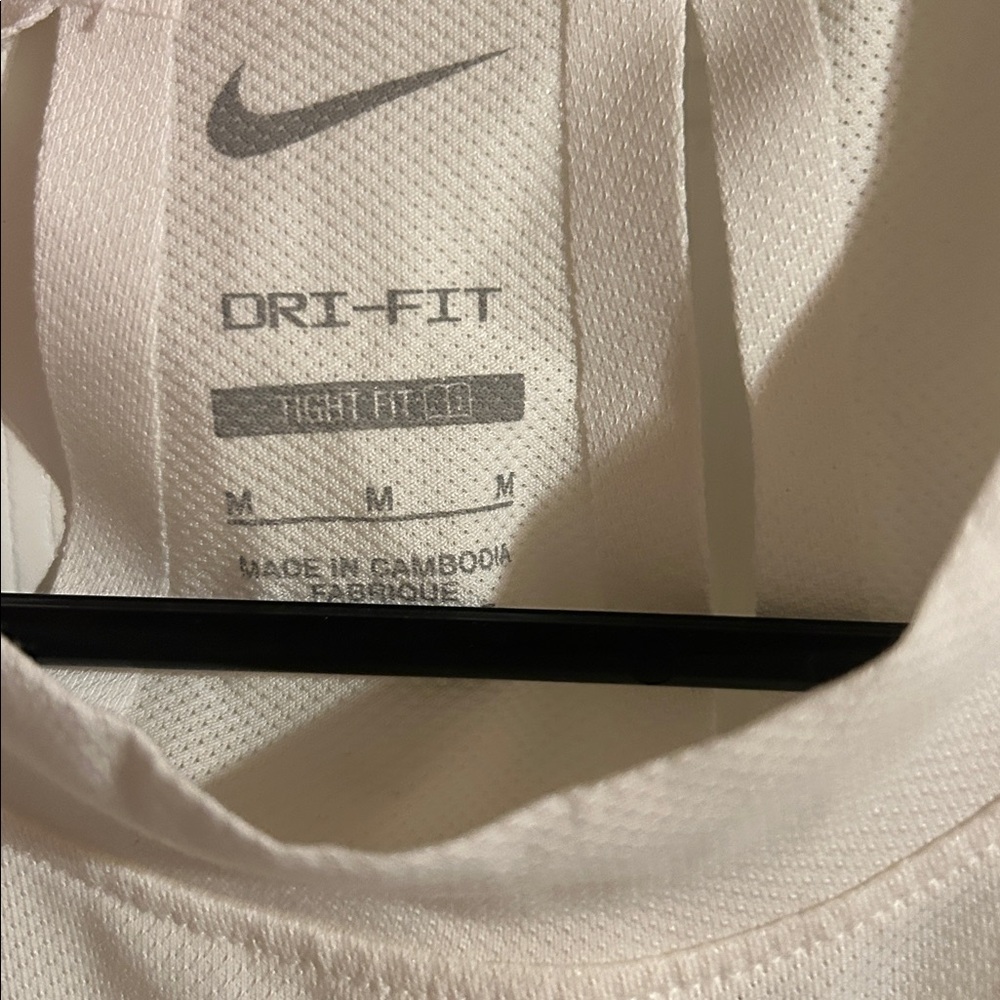 DRI-FIT
TIGHT FIT
M M M
MADE IN CAMBODIA
FABRIQUE